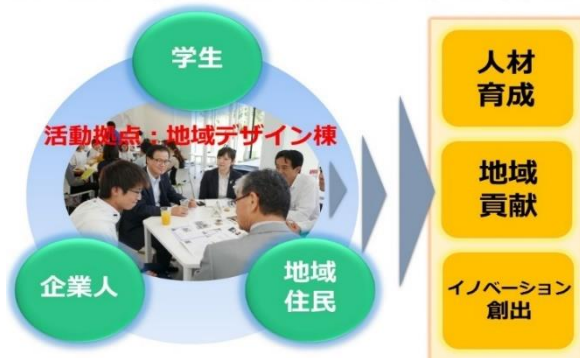 学生
活動拠点：地域デザイン棟
企業人
地域
住民
人材
育成
地域
貢献
イノベーション
創出